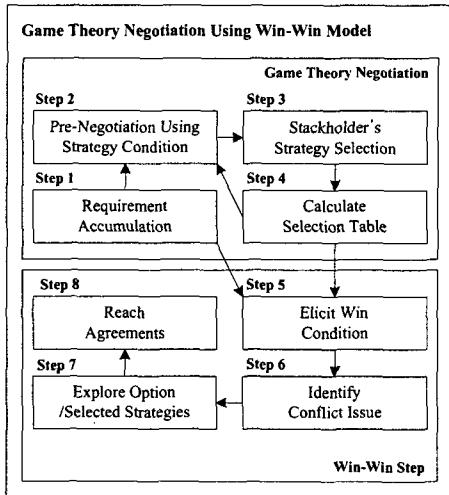 Game Theory Negotiation Using Win-Win Model
Game Theory Negotiation
Step 2
Pre-Negotiation Using
Strategy Condition
Step 3
Stackholder's
Strategy Selection
Step 1
Requirement
Accumulation
Step 4
Calculate
Selection Table
Step 8
Reach
Agreements
Step 5
Elicit Win
Condition
Step 7
Explore Option
/Selected Strategies
Step 6
Identify
Conflict Issue
Win-Win Step